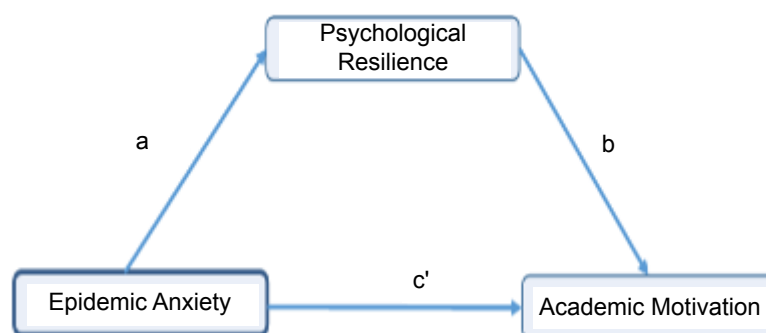 Psychological
Resilience
a
b
c'
Epidemic Anxiety
Academic Motivation